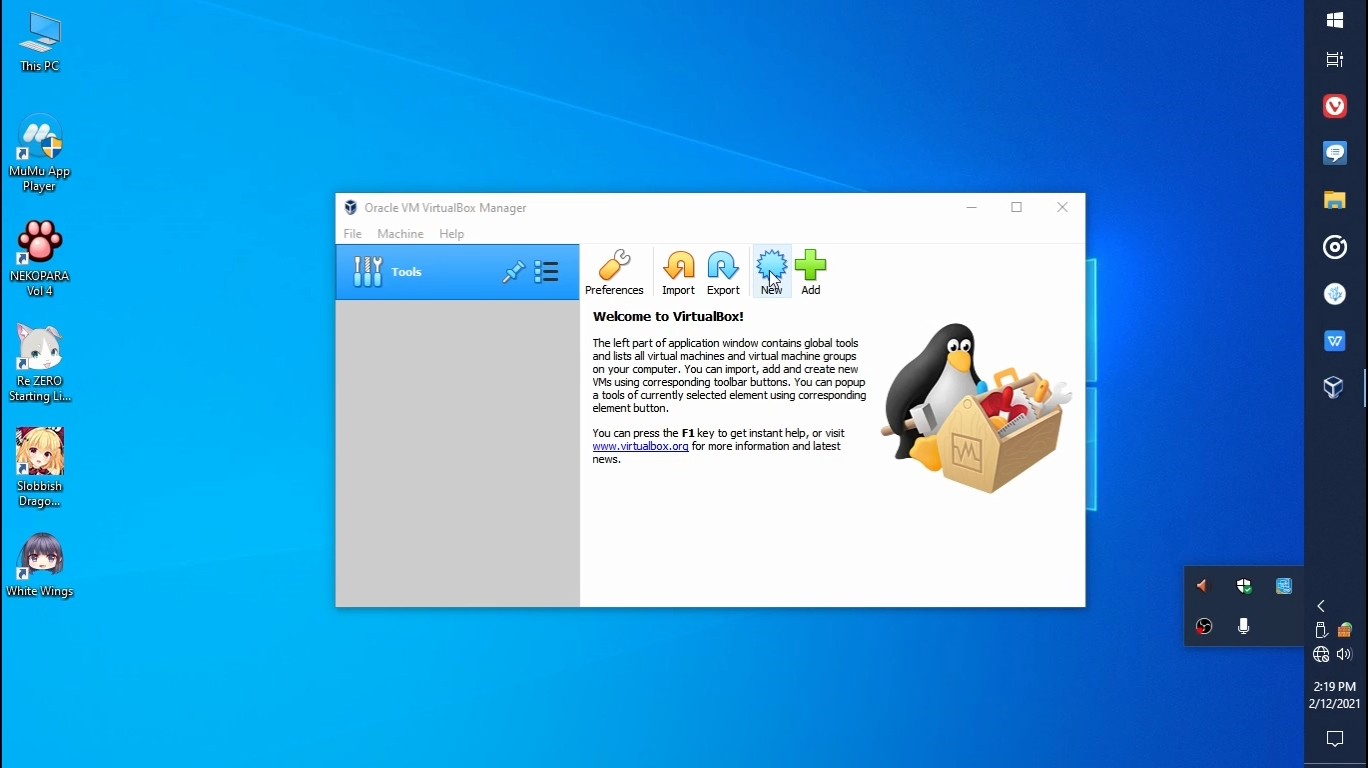 This PC
MuMu App
Player
NEKOPARA
Vol 4
Re ZERO
Starting Li...
Slobbish
Drago...
White Wings
Oracle VM VirtualBox Manager
File Machine Help
Tools
Preferences Import Export New Add
Welcome to VirtualBox!
The left part of application window contains global tools
and lists all virtual machines and virtual machine groups
on your computer. You can import, add and create new
VMs using corresponding toolbar buttons. You can popup
a tools of currently selected element using corresponding
element button.
You can press the F1 key to get instant help, or visit
www.virtualbox.org for more information and latest
news.
2:19 PM
2/12/2021